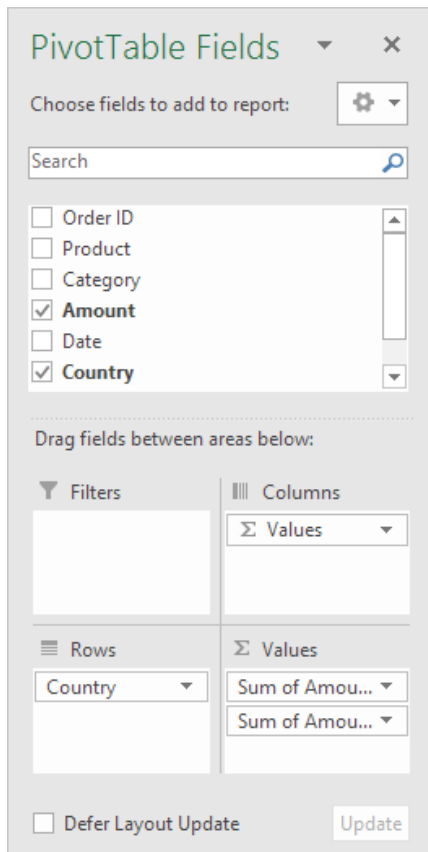 PivotTable Fields
Choose fields to add to report:
Search
Order ID
Product
Category
Amount
Date
Country
Drag fields between areas below:
Filters
Columns
Σ Values
Rows
Σ Values
Country
Sum of Amou...
Sum of Amou...
Defer Layout Update
Update